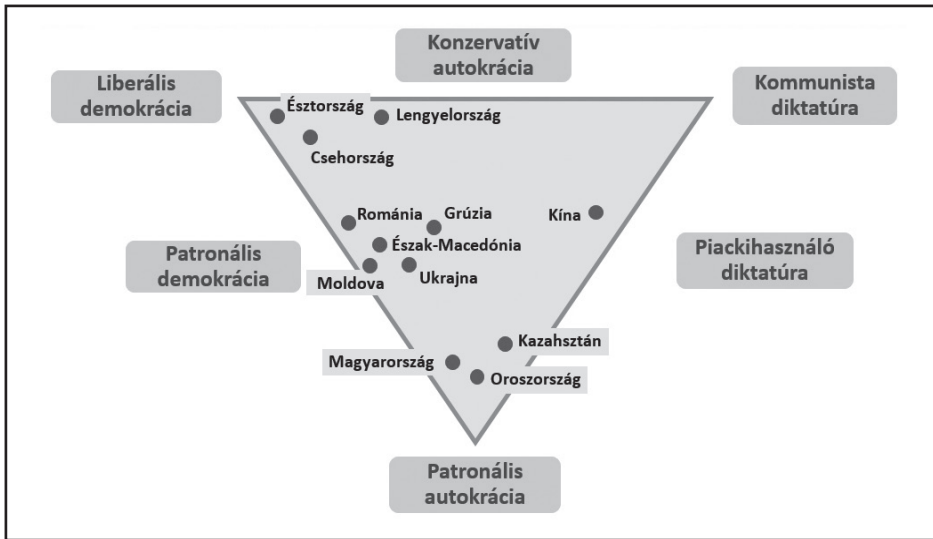 Konzervatív
autokrácia
Liberális
demokrácia
Kommunista
diktatúra
Észtország
Lengyelország
Csehország
Románia
Grúzia
Kína
Észak-Macedónia
Patronális
demokrácia
Piackihasználó
diktatúra
Moldova
Ukrajna
Kazahsztán
Magyarország
Oroszország
Patronális
autokrácia